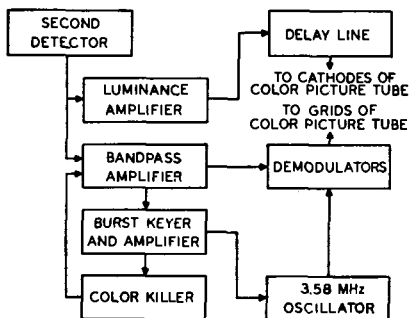 SECOND
DETECTOR
DELAY LINE
TO CATHODES OF
COLOR PICTURE TUBE
LUMINANCE
AMPLIFIER
TO GRIDS OF
COLOR PICTURE TUBE
BANDPASS
AMPLIFIER
DEMODULATORS
BURST KEYER
AND AMPLIFIER
COLOR KILLER
3.58 MHz
OSCILLATOR